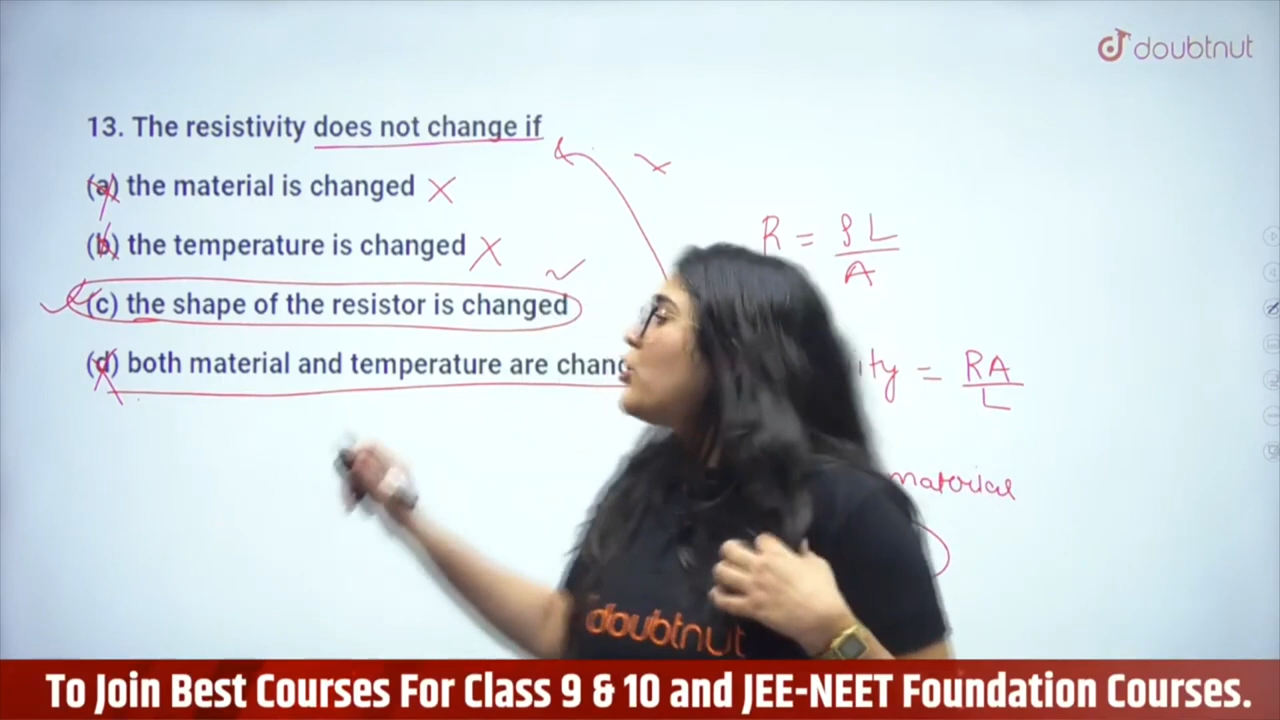 doubtnut
13. The resistivity does not change if
(a) the material is changed
(b) the temperature is changed
(c) the shape of the resistor is changed
(d) both material and temperature are chang
R = ρL
A
ity = RA
L
material
doubtnut
To Join Best Courses For Class 9 & 10 and JEE-NEET Foundation Courses.